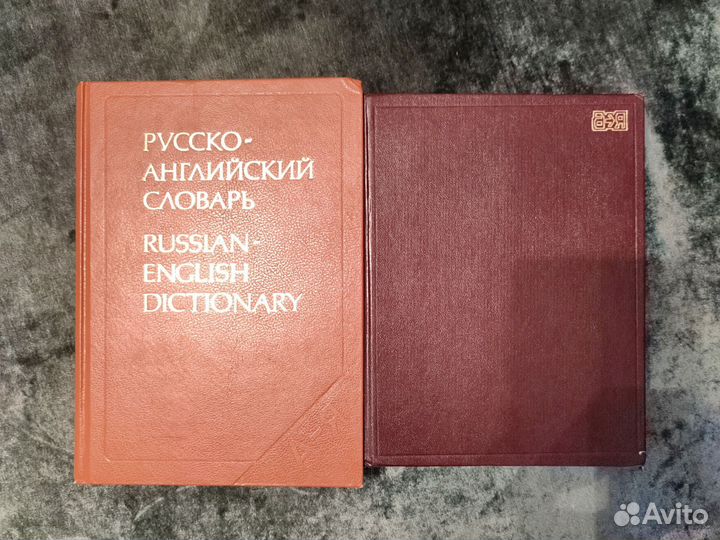 РУССКО-
АНГЛИЙСКИЙ
СЛОВАРЬ
RUSSIAN-
ENGLISH
DICTIONARY
Avito